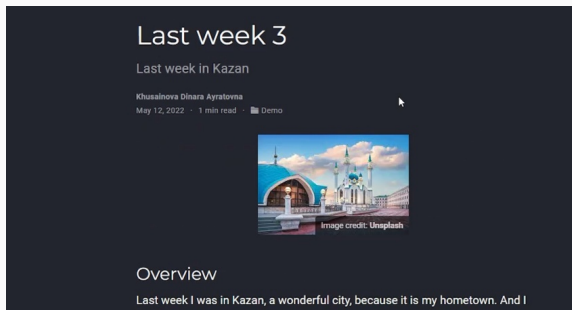 Last week 3
Last week in Kazan
Khusainova Dinara Ayratovna
May 12, 2022 · 1 min read · Demo
Image credit: Unsplash
Overview
Last week I was in Kazan, a wonderful city, because it is my hometown. And I